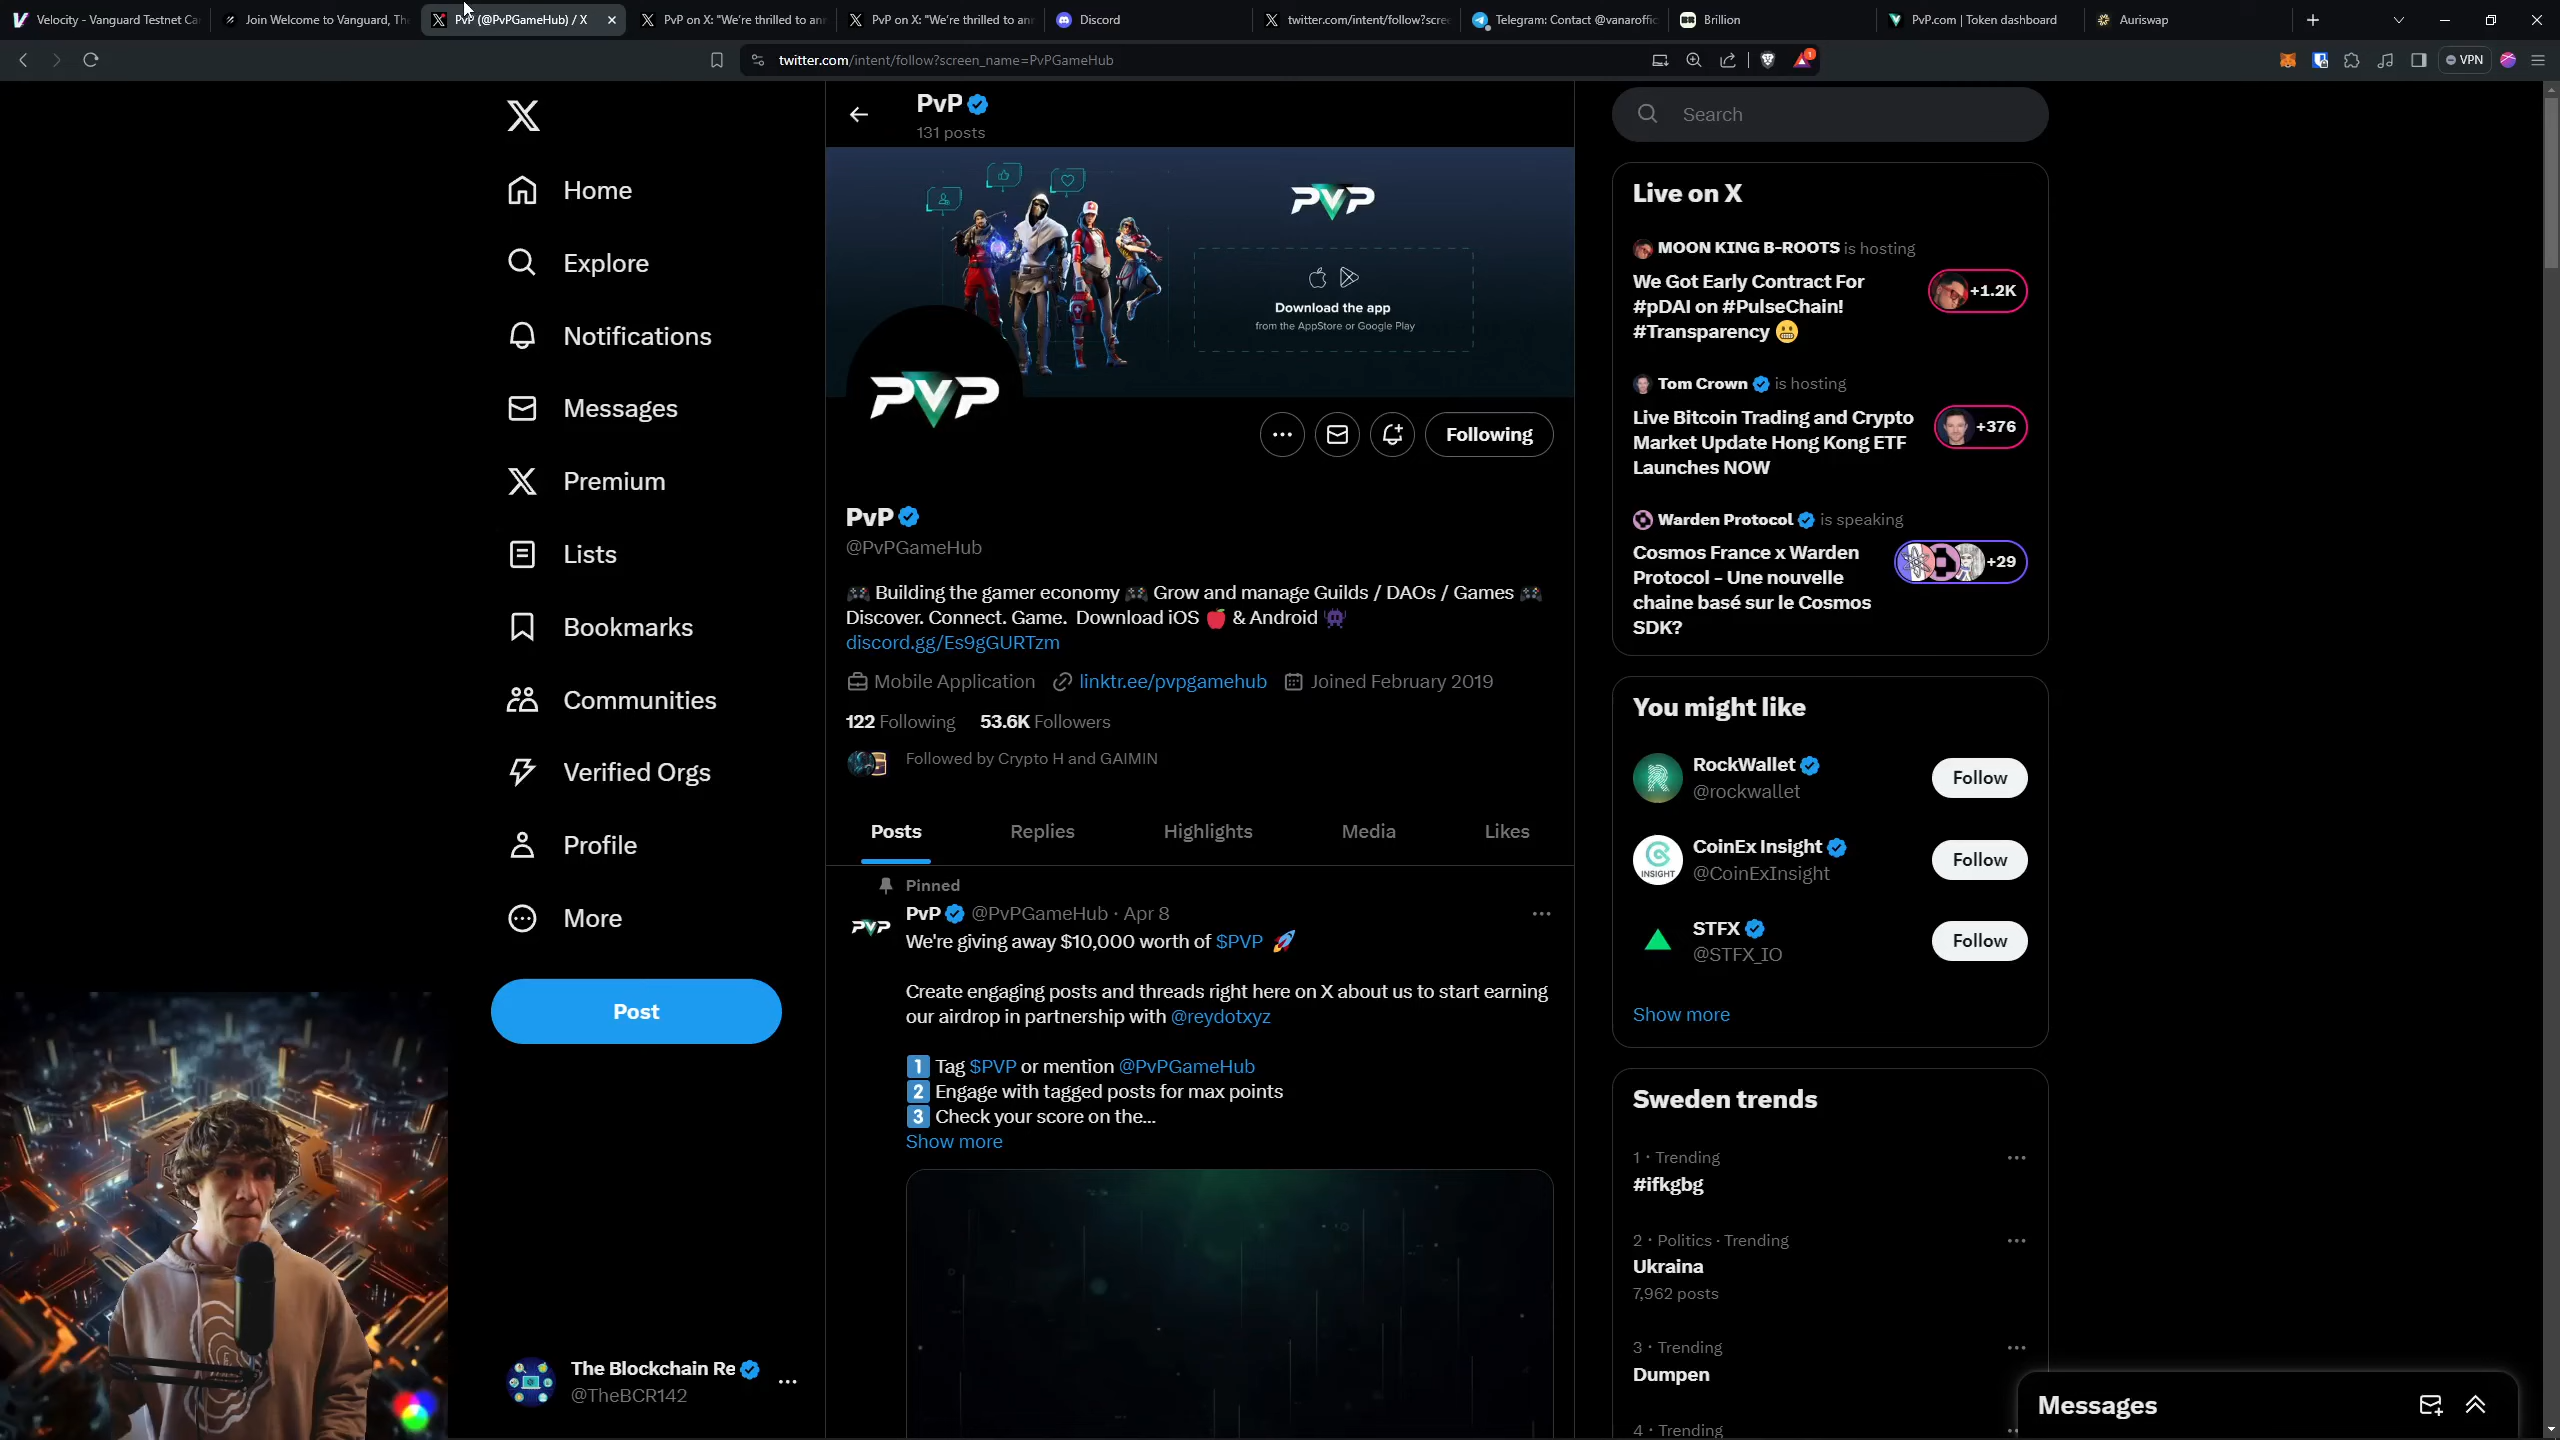 Velocity - Vanguard Testnet Ca
Join Welcome to Vanguard, Th
PvP (@PvPGameHub) / X
PvP on X: "We're thrilled to ann
PvP on X: "We're thrilled to ann
Discord
twitter.com/intent/follow?scre
Telegram: Contact @vanaroffic
Brillion
PvP.com | Token dashboard
Auriswap
twitter.com/intent/follow?screen_name=PvPGameHub
1
VPN
Home
Explore
Notifications
Messages
Premium
Lists
Bookmarks
Communities
Verified Orgs
Profile
More
Post
The Blockchain Re
@TheBCR142
PvP
131 posts
PVP
Download the app
from the AppStore or Google Play
PVP
Following
PvP
@PvPGameHub
🎮 Building the gamer economy 🎮 Grow and manage Guilds / DAOs / Games 🎮
Discover. Connect. Game. Download iOS 🍎 & Android 👾
discord.gg/Es9gGURTzm
Mobile Application linktr.ee/pvpgamehub Joined February 2019
122 Following 53.6K Followers
Followed by Crypto H and GAIMIN
Posts Replies Highlights Media Likes
Pinned
PVP
PvP @PvPGameHub · Apr 8
We're giving away $10,000 worth of $PVP 🚀
Create engaging posts and threads right here on X about us to start earning
our airdrop in partnership with @reydotxyz
1️⃣ Tag $PVP or mention @PvPGameHub
2️⃣ Engage with tagged posts for max points
3️⃣ Check your score on the...
Show more
Search
Live on X
MOON KING B-ROOTS is hosting
We Got Early Contract For
#pDAI on #PulseChain!
#Transparency 😬
+1.2K
Tom Crown is hosting
Live Bitcoin Trading and Crypto
Market Update Hong Kong ETF
Launches NOW
+376
Warden Protocol is speaking
Cosmos France x Warden
Protocol – Une nouvelle
chaine basé sur le Cosmos
SDK?
+29
You might like
RockWallet
@rockwallet
Follow
CoinEx Insight
@CoinExInsight
INSIGHT
Follow
STFX
@STFX_IO
Follow
Show more
Sweden trends
1 · Trending
#ifkgbg
2 · Politics · Trending
Ukraina
7,962 posts
3 · Trending
Dumpen
4 · Trending
Messages